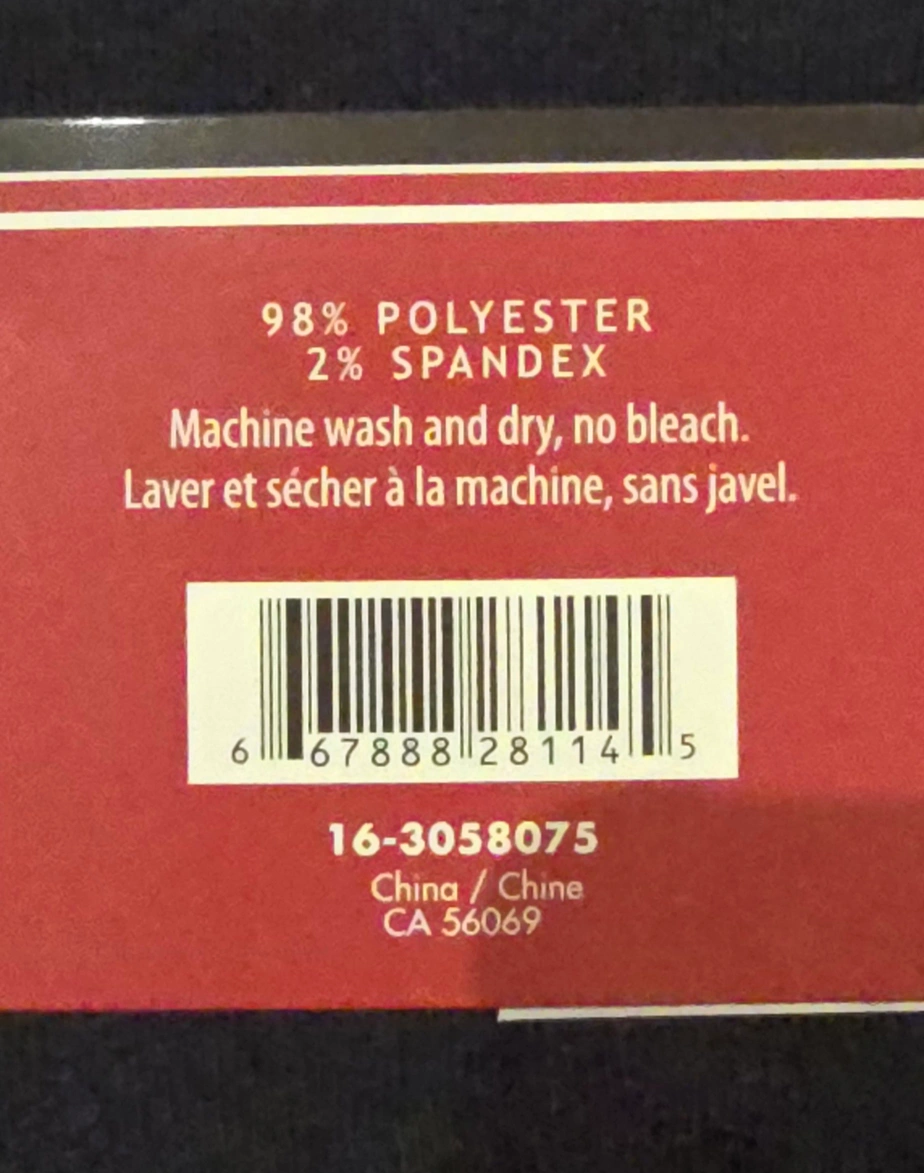 98% POLYESTER
2% SPANDEX
Machine wash and dry, no bleach.
Laver et sécher à la machine, sans javel.
6 67888 28114 5
16-3058075
China / Chine
CA 56069